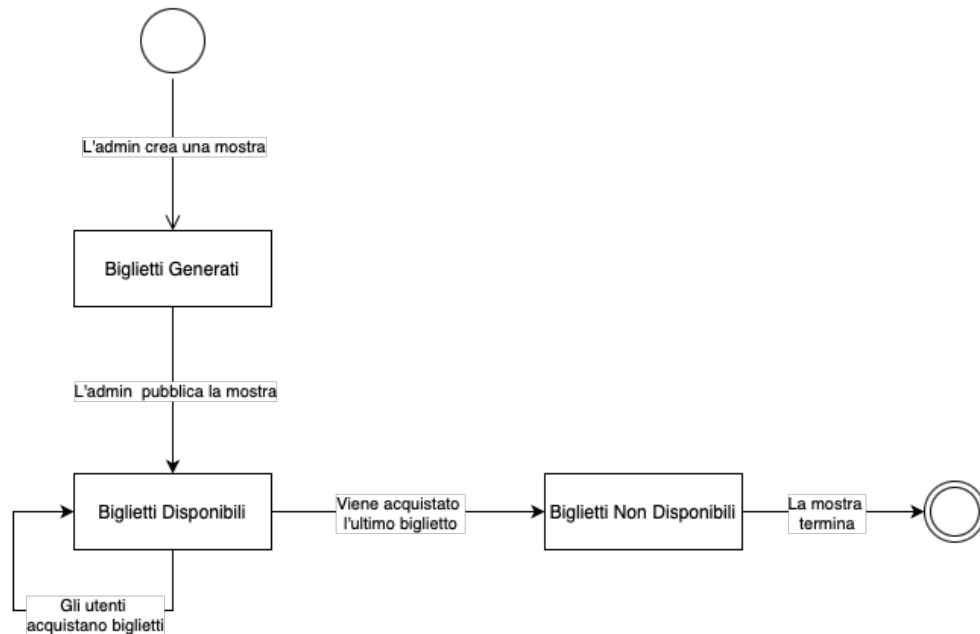 L'admin crea una mostra
Biglietti Generati
L'admin pubblica la mostra
Biglietti Disponibili
Viene acquistato
l'ultimo biglietto
Biglietti Non Disponibili
La mostra
termina
Gli utenti
acquistano biglietti